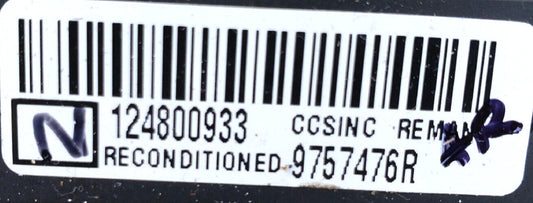 124800933 CCSINC REMAN
N RECONDITIONED 9757476R